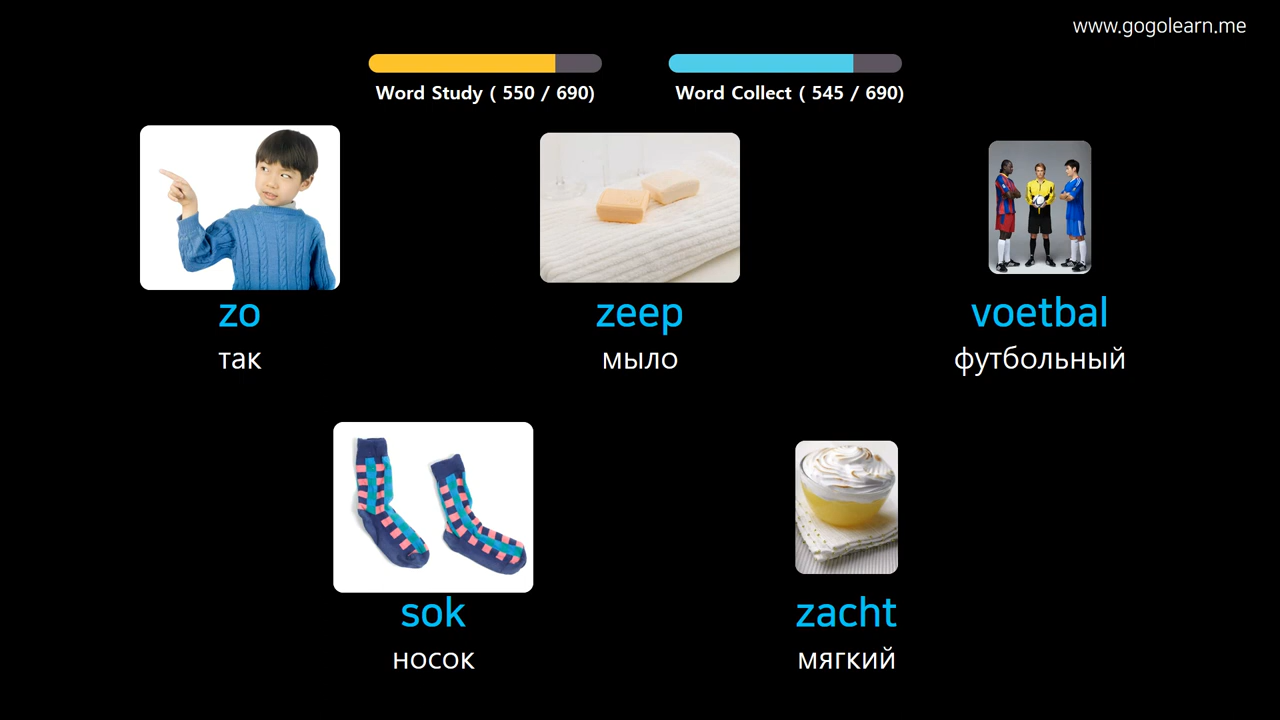 www.gogolearn.me
Word Study ( 550 / 690)
Word Collect ( 545 / 690)
zo
так
zeep
мыло
voetbal
футбольный
sok
носок
zacht
мягкий